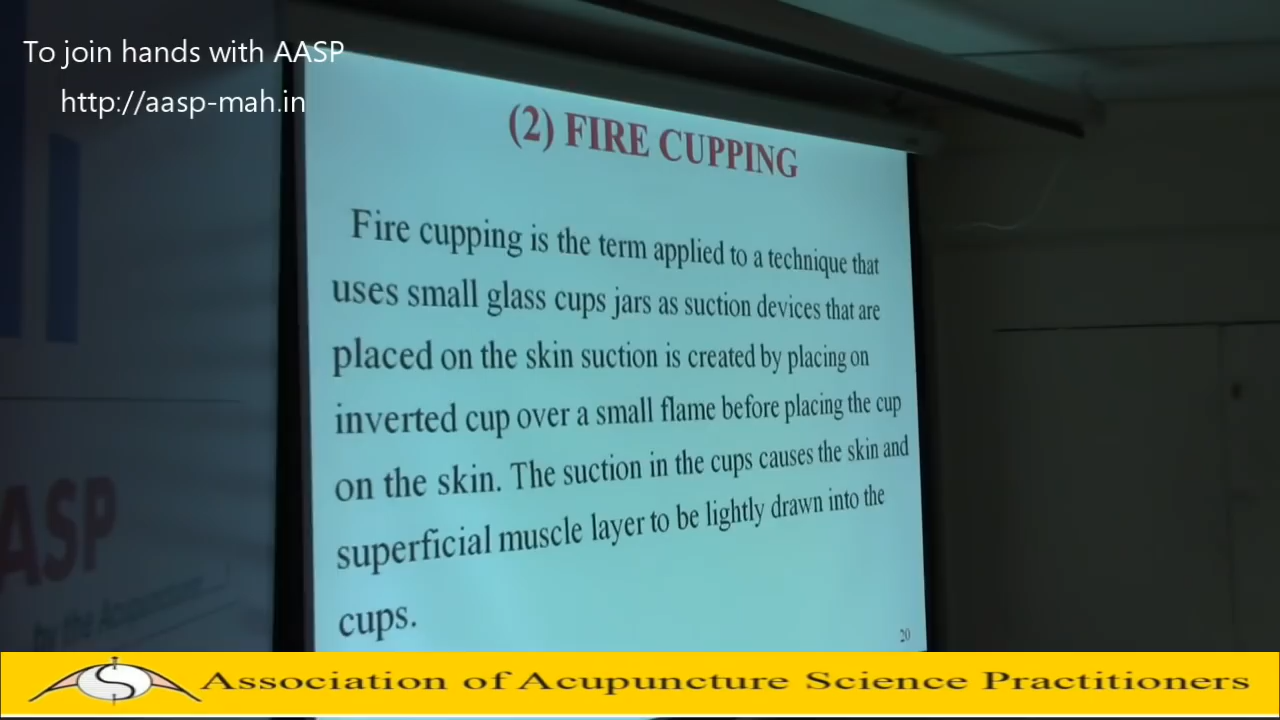 To join hands with AASP
http://aasp-mah.in
(2) FIRE CUPPING
Fire cupping is the term applied to a technique that
uses small glass cups jars as suction devices that are
placed on the skin suction is created by placing on
inverted cup over a small flame before placing the cup
on the skin. The suction in the cups causes the skin and
superficial muscle layer to be lightly drawn into the
cups.
20
ASP
by the Acupuncture
Association of Acupuncture Science Practitioners